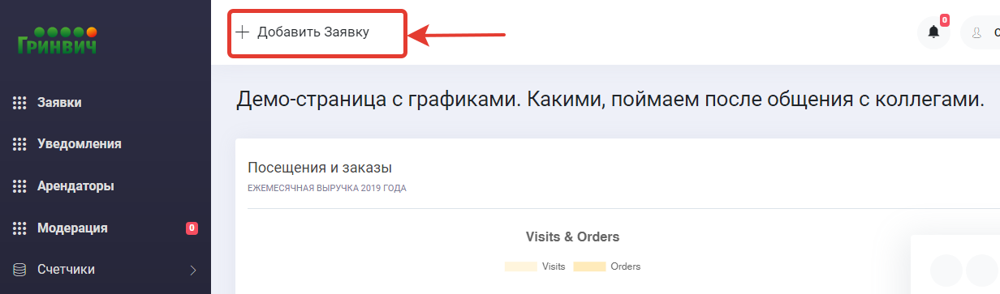 ГРИНВИЧ
Добавить Заявку
0
Заявки
Уведомления
Арендаторы
Модерация 0
Счетчики
Демо-страница с графиками. Какими, поймаем после общения с коллегами.
Посещения и заказы
ЕЖЕМЕСЯЧНАЯ ВЫРУЧКА 2019 ГОДА
Visits & Orders
Visits Orders